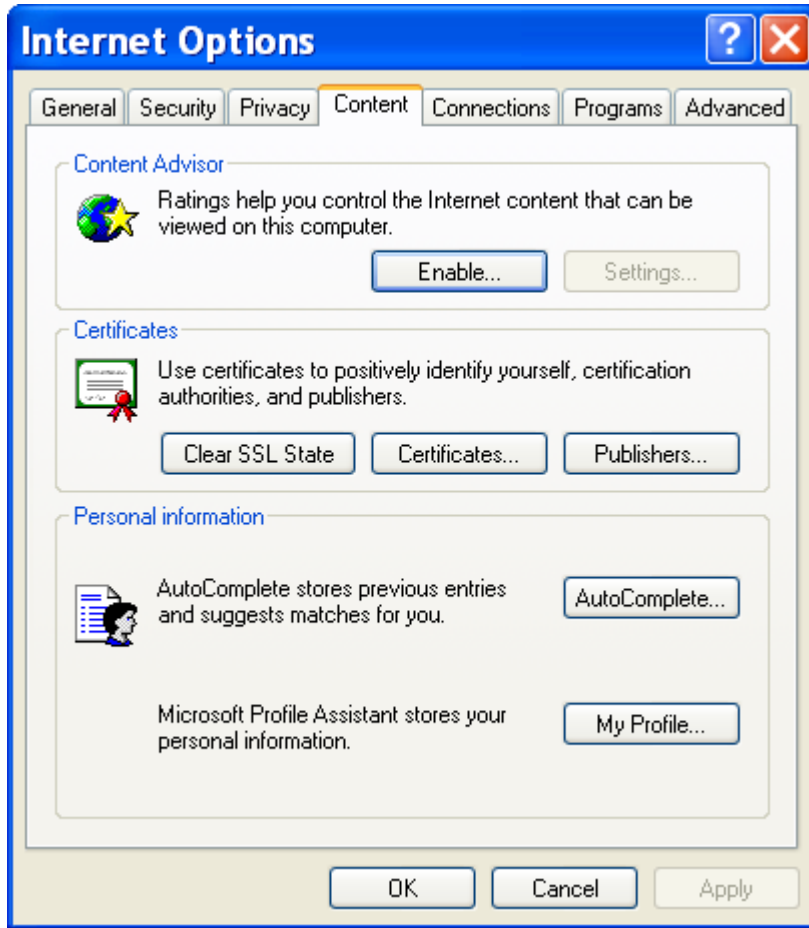 Internet Options
?
General Security Privacy Content Connections Programs Advanced
Content Advisor
Ratings help you control the Internet content that can be
viewed on this computer.
Enable... Settings...
Certificates
Use certificates to positively identify yourself, certification
authorities, and publishers.
Clear SSL State Certificates... Publishers...
Personal information
AutoComplete stores previous entries
and suggests matches for you.
AutoComplete...
Microsoft Profile Assistant stores your
personal information.
My Profile...
OK Cancel Apply